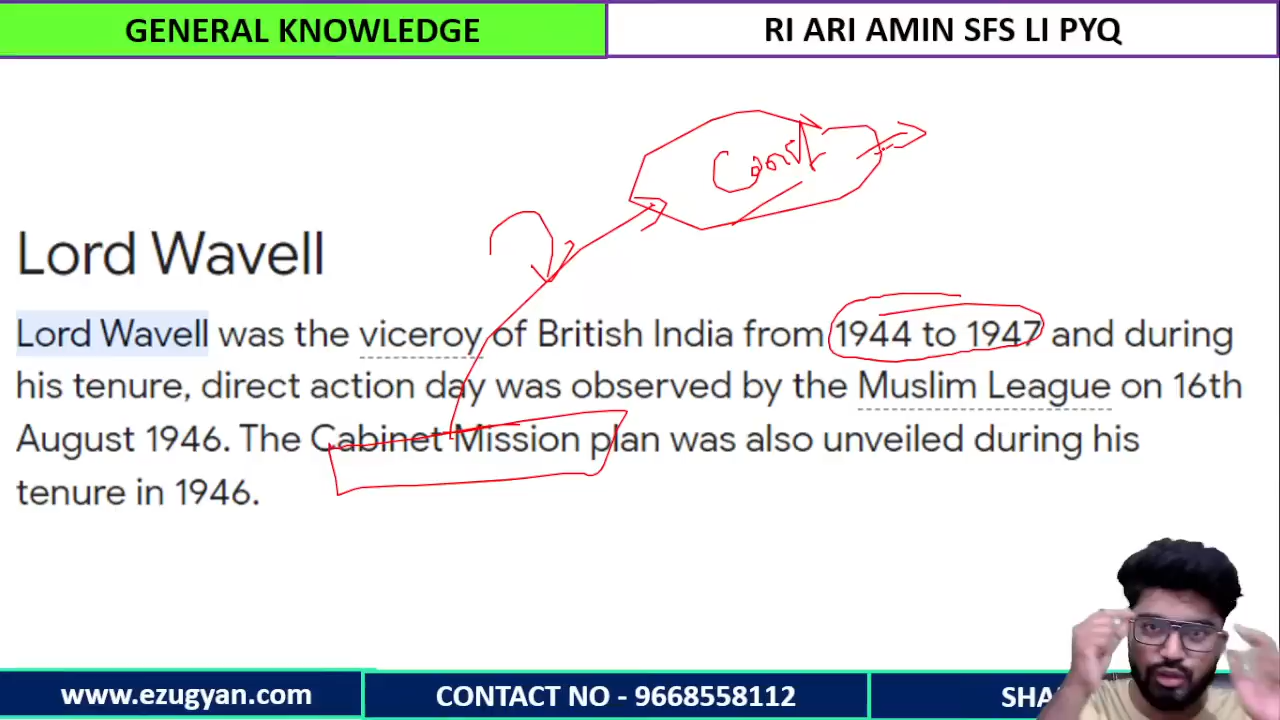 GENERAL KNOWLEDGE
RI ARI AMIN SFS LI PYQ
Const
Lord Wavell
Lord Wavell was the viceroy of British India from 1944 to 1947 and during
his tenure, direct action day was observed by the Muslim League on 16th
August 1946. The Cabinet Mission plan was also unveiled during his
tenure in 1946.
www.ezugyan.com
CONTACT NO - 9668558112